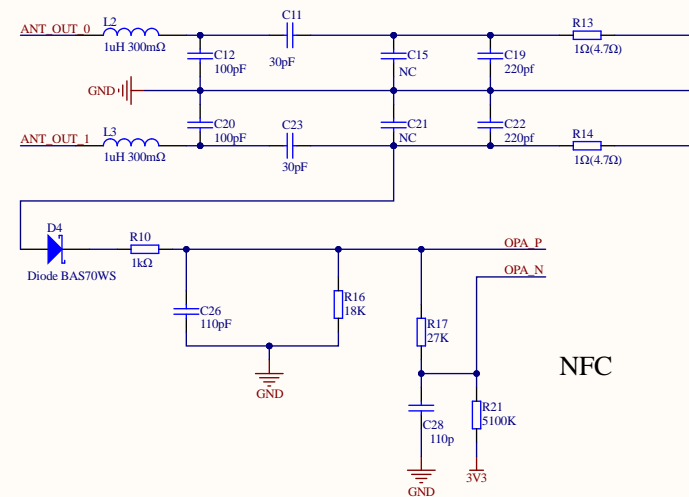 ANT_OUT_0
L2
1uH 300mΩ
C11
30pF
C12
100pF
C15
NC
C19
220pf
R13
1Ω(4.7Ω)
GND
ANT_OUT_1
L3
1uH 300mΩ
C20
100pF
C23
30pF
C21
NC
C22
220pf
R14
1Ω(4.7Ω)
D4
Diode BAS70WS
R10
1kΩ
OPA_P
OPA_N
C26
110pF
R16
18K
R17
27K
GND
NFC
C28
110p
R21
5100K
GND
3V3